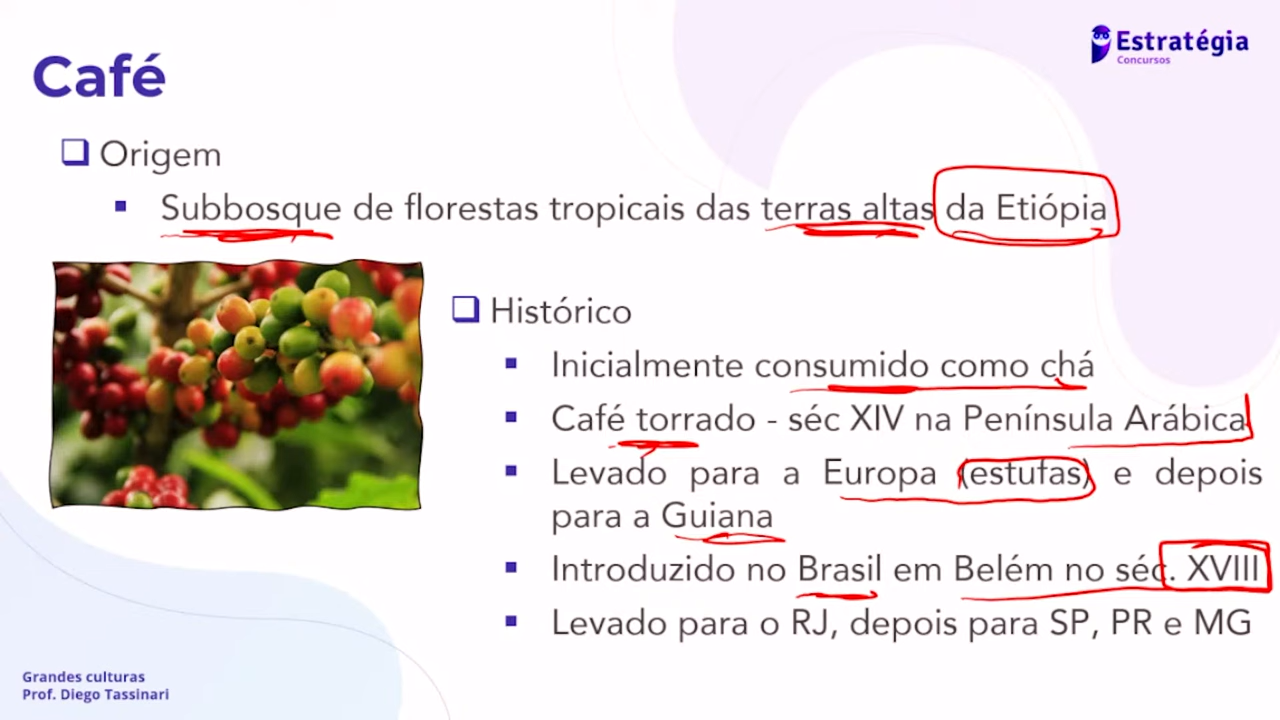 Estratégia
Concursos
Café
Origem
Subbosque de florestas tropicais das terras altas da Etiópia
Histórico
Inicialmente consumido como chá
Café torrado - séc XIV na Península Arábica
Levado para a Europa (estufas) e depois
para a Guiana
Introduzido no Brasil em Belém no séc. XVIII
Levado para o RJ, depois para SP, PR e MG
Grandes culturas
Prof. Diego Tassinari